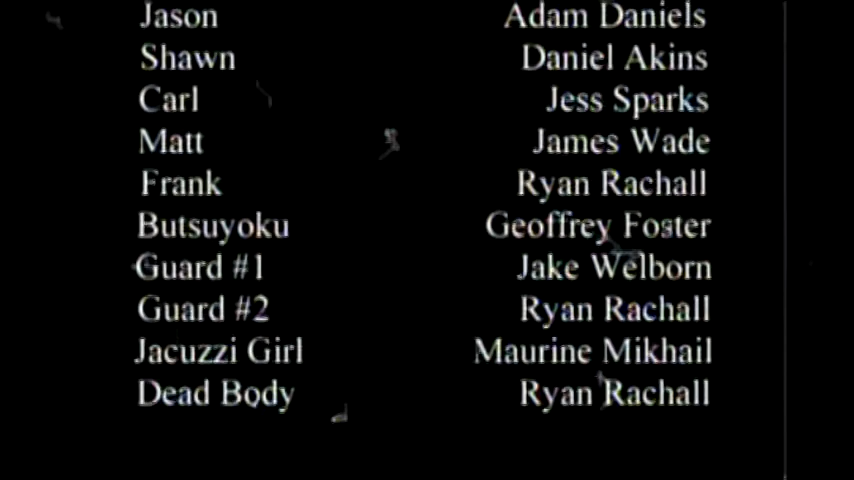 Jason Adam Daniels
Shawn Daniel Akins
Carl Jess Sparks
Matt James Wade
Frank Ryan Rachall
Butsuyoku Geoffrey Foster
Guard #1 Jake Welborn
Guard #2 Ryan Rachall
Jacuzzi Girl Maurine Mikhail
Dead Body Ryan Rachall